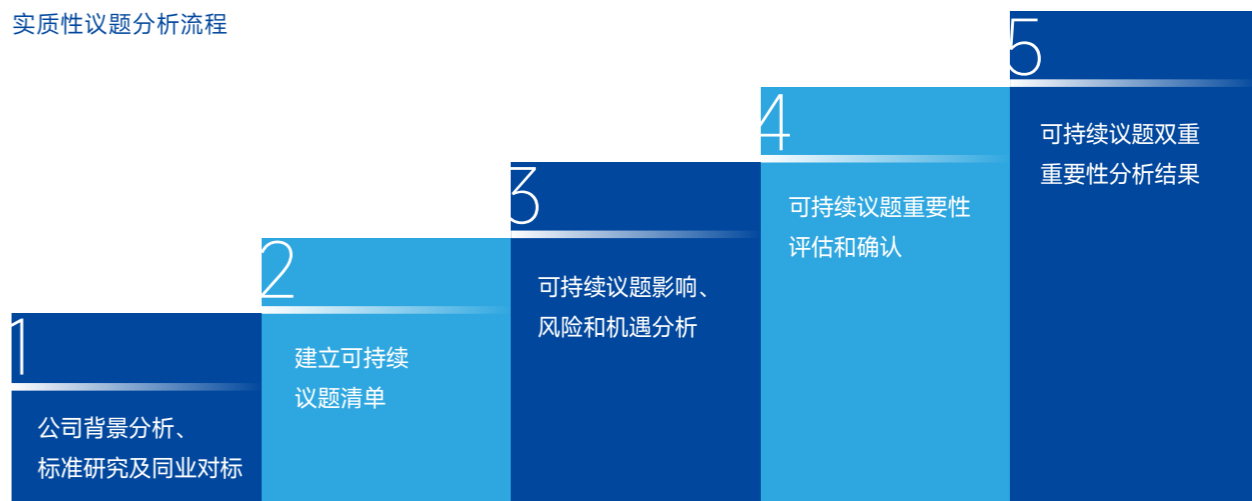 实质性议题分析流程
1
公司背景分析、
标准研究及同业对标
2
建立可持续
议题清单
3
可持续议题影响、
风险和机遇分析
4
可持续议题重要性
评估和确认
5
可持续议题双重
重要性分析结果